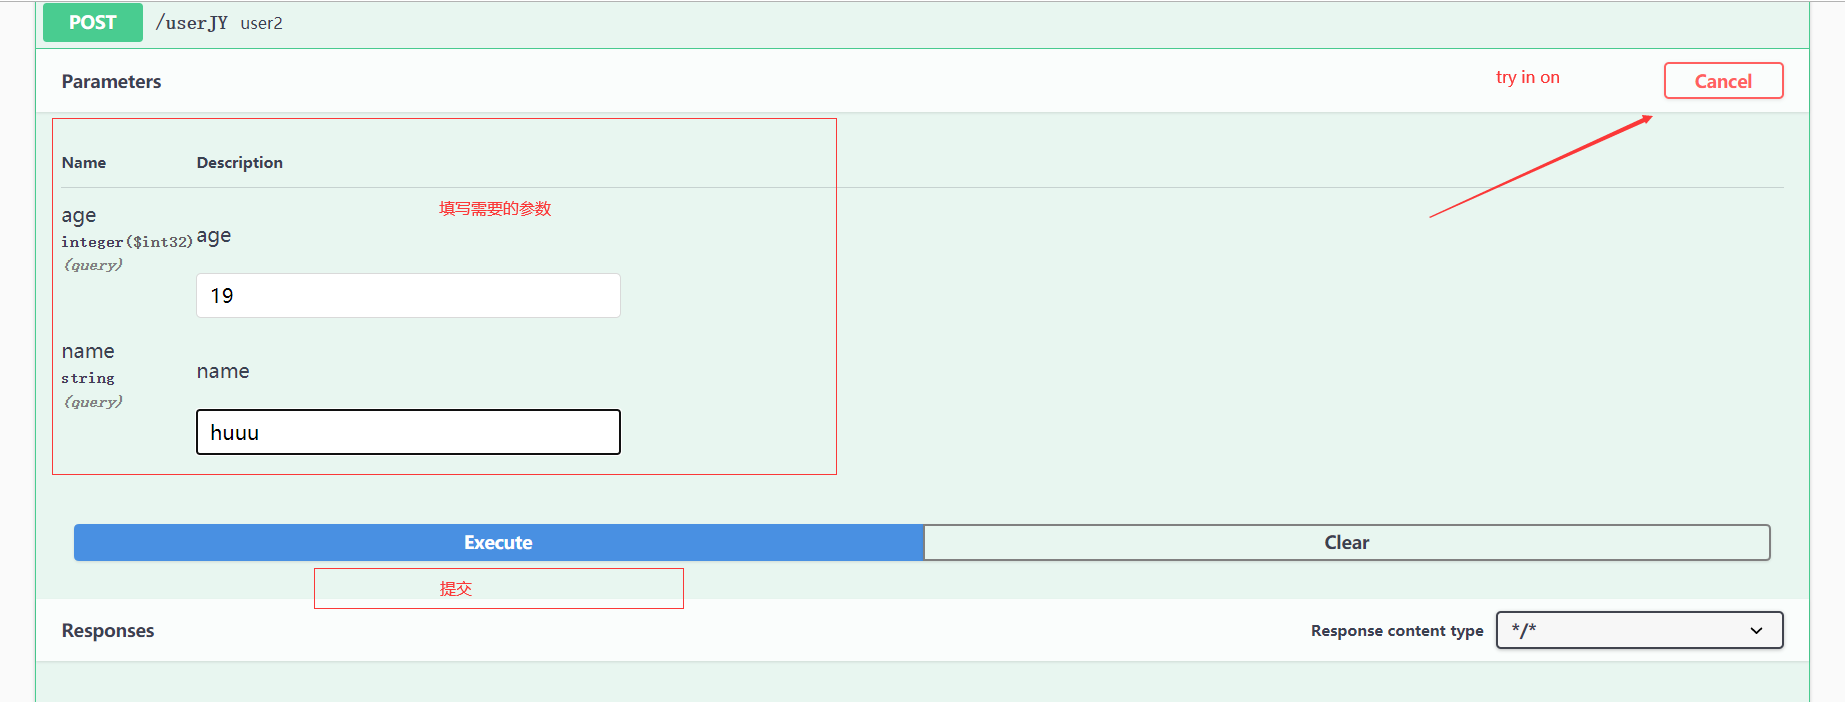 POST /userJY user2
Parameters
try in on
Cancel
Name Description
填写需要的参数
age
integer($int32)
(query)
age
19
name
string
(query)
name
huuu
Execute Clear
提交
Responses
Response content type */*